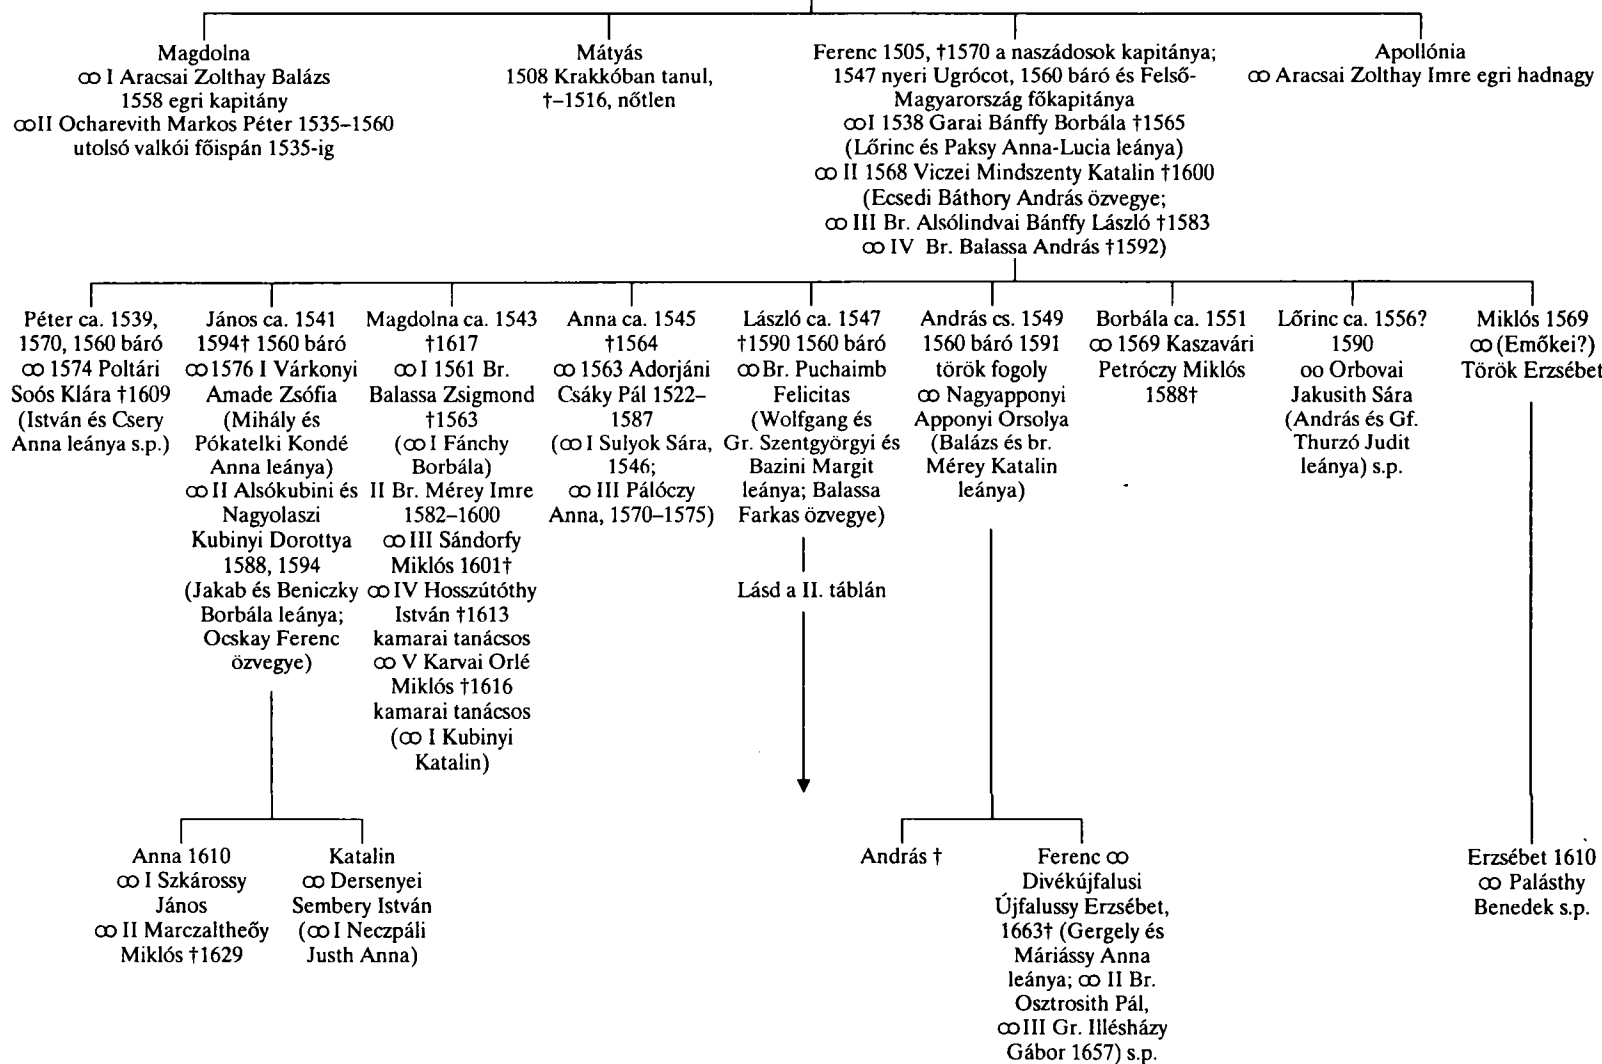 Magdolna
ꝏ I Aracsai Zolthay Balázs
1558 egri kapitány
ꝏII Ocharevith Markos Péter 1535–1560
utolsó valkói főispán 1535-ig
Mátyás
1508 Krakkóban tanul,
†–1516, nőtlen
Ferenc 1505, †1570 a naszádosok kapitánya;
1547 nyeri Ugrócot, 1560 báró és Felső-
Magyarország főkapitánya
ꝏI 1538 Garai Bánffy Borbála †1565
(Lőrinc és Paksy Anna-Lucia leánya)
ꝏ II 1568 Viczei Mindszenty Katalin †1600
(Ecsedi Báthory András özvegye;
ꝏ III Br. Alsólindvai Bánffy László †1583
ꝏ IV Br. Balassa András †1592)
Apollónia
ꝏ Aracsai Zolthay Imre egri hadnagy
Péter ca. 1539,
1570, 1560 báró
ꝏ 1574 Poltári
Soós Klára †1609
(István és Csery
Anna leánya s.p.)
János ca. 1541
1594† 1560 báró
ꝏ1576 I Várkonyi
Amade Zsófia
(Mihály és
Pókatelki Kondé
Anna leánya)
ꝏ II Alsókubini és
Nagyolaszi
Kubinyi Dorottya
1588, 1594
(Jakab és Beniczky
Borbála leánya;
Ocskay Ferenc
özvegye)
Magdolna ca. 1543
†1617
ꝏ I 1561 Br.
Balassa Zsigmond
†1563
(ꝏ I Fánchy
Borbála)
II Br. Mérey Imre
1582–1600
ꝏ III Sándorfy
Miklós 1601†
ꝏ IV Hosszútóthy
István †1613
kamarai tanácsos
ꝏ V Karvai Orlé
Miklós †1616
kamarai tanácsos
(ꝏ I Kubinyi
Katalin)
Anna ca. 1545
†1564
ꝏ 1563 Adorjáni
Csáky Pál 1522–
1587
(ꝏ I Sulyok Sára,
1546;
ꝏ III Pálóczy
Anna, 1570–1575)
László ca. 1547
†1590 1560 báró
ꝏ Br. Puchaimb
Felicitas
(Wolfgang és
Gr. Szentgyörgyi és
Bazini Margit
leánya; Balassa
Farkas özvegye)
Lásd a II. táblán
András cs. 1549
1560 báró 1591
török fogoly
ꝏ Nagyapponyi
Apponyi Orsolya
(Balázs és br.
Mérey Katalin
leánya)
Borbála ca. 1551
ꝏ 1569 Kaszavári
Petróczy Miklós
1588†
Lőrinc ca. 1556?
1590
oo Orbovai
Jakusith Sára
(András és Gf.
Thurzó Judit
leánya) s.p.
Miklós 1569
ꝏ (Emőkei?)
Török Erzsébet
Anna 1610
ꝏ I Szkárossy
János
ꝏ II Marczaltheőy
Miklós †1629
Katalin
ꝏ Dersenyei
Sembery István
(ꝏ I Neczpáli
Justh Anna)
András †
Ferenc ꝏ
Divékújfalusi
Újfalussy Erzsébet,
1663† (Gergely és
Máriássy Anna
leánya; ꝏ II Br.
Osztrosith Pál,
ꝏIII Gr. Illésházy
Gábor 1657) s.p.
Erzsébet 1610
ꝏ Palásthy
Benedek s.p.